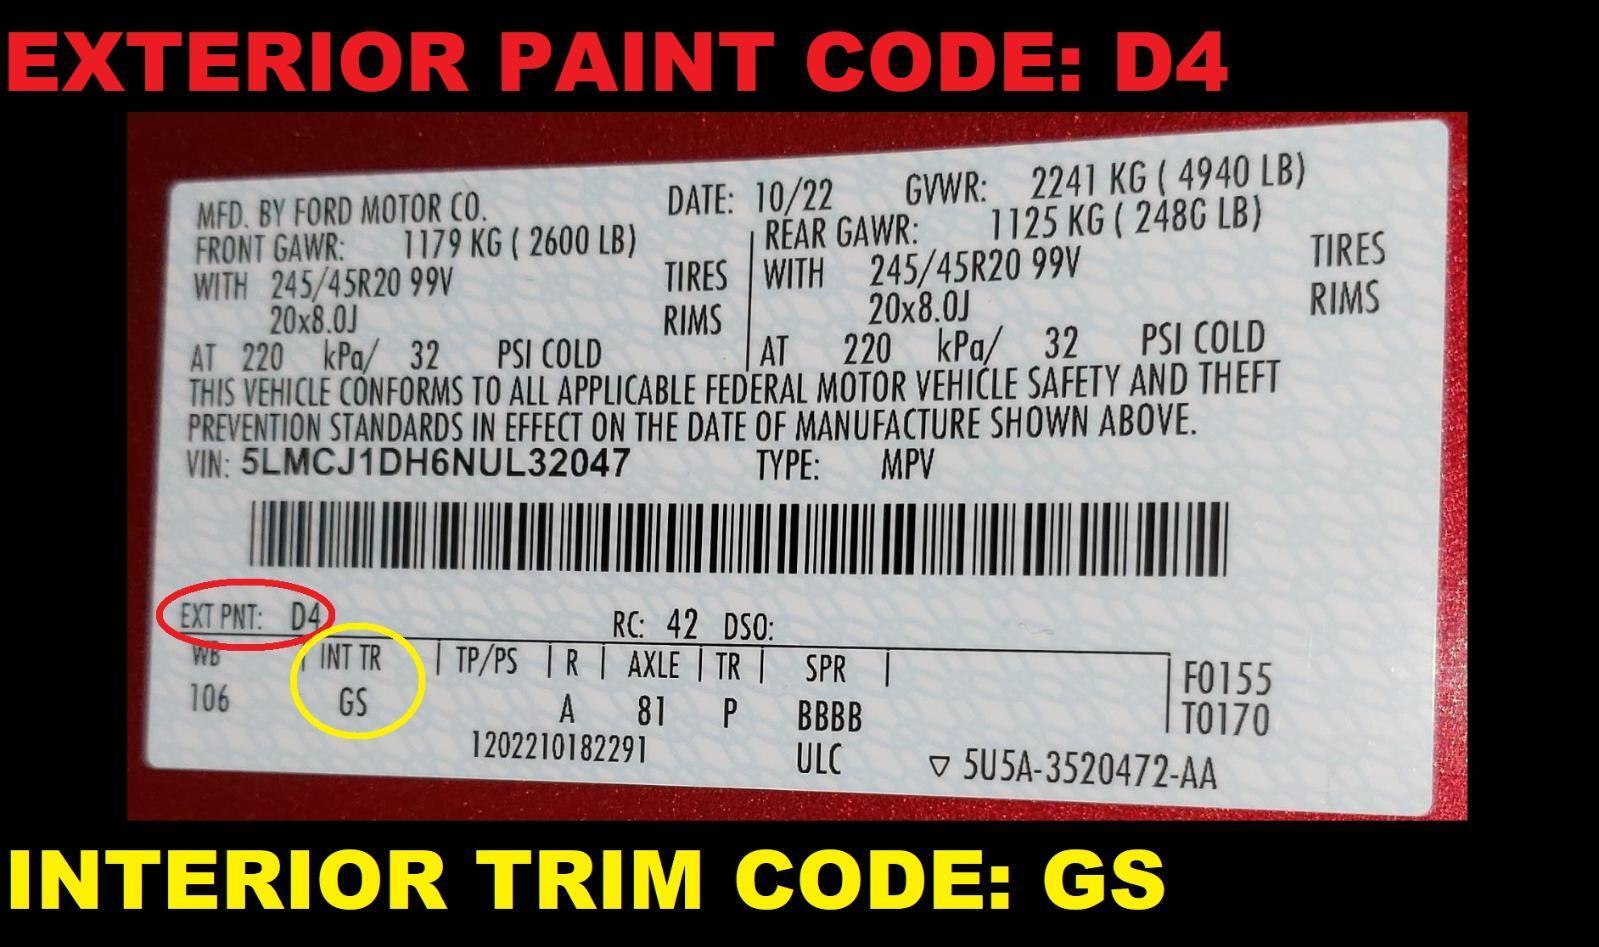 EXTERIOR PAINT CODE: D4
MFD. BY FORD MOTOR CO. DATE: 10/22 GVWR: 2241 KG ( 4940 LB)
FRONT GAWR: 1179 KG ( 2600 LB) REAR GAWR: 1125 KG ( 2480 LB)
WITH 245/45R20 99V TIRES WITH 245/45R20 99V TIRES
20x8.0J RIMS 20x8.0J RIMS
AT 220 kPa/ 32 PSI COLD AT 220 kPa/ 32 PSI COLD
THIS VEHICLE CONFORMS TO ALL APPLICABLE FEDERAL MOTOR VEHICLE SAFETY AND THEFT
PREVENTION STANDARDS IN EFFECT ON THE DATE OF MANUFACTURE SHOWN ABOVE.
VIN: 5LMCJ1DH6NUL32047 TYPE: MPV
EXT PNT: D4 RC: 42 DSO:
WB INT TR TP/PS R AXLE TR SPR F0155
106 GS A 81 P BBBB T0170
1202210182291 ULC ▽ 5U5A-3520472-AA
INTERIOR TRIM CODE: GS